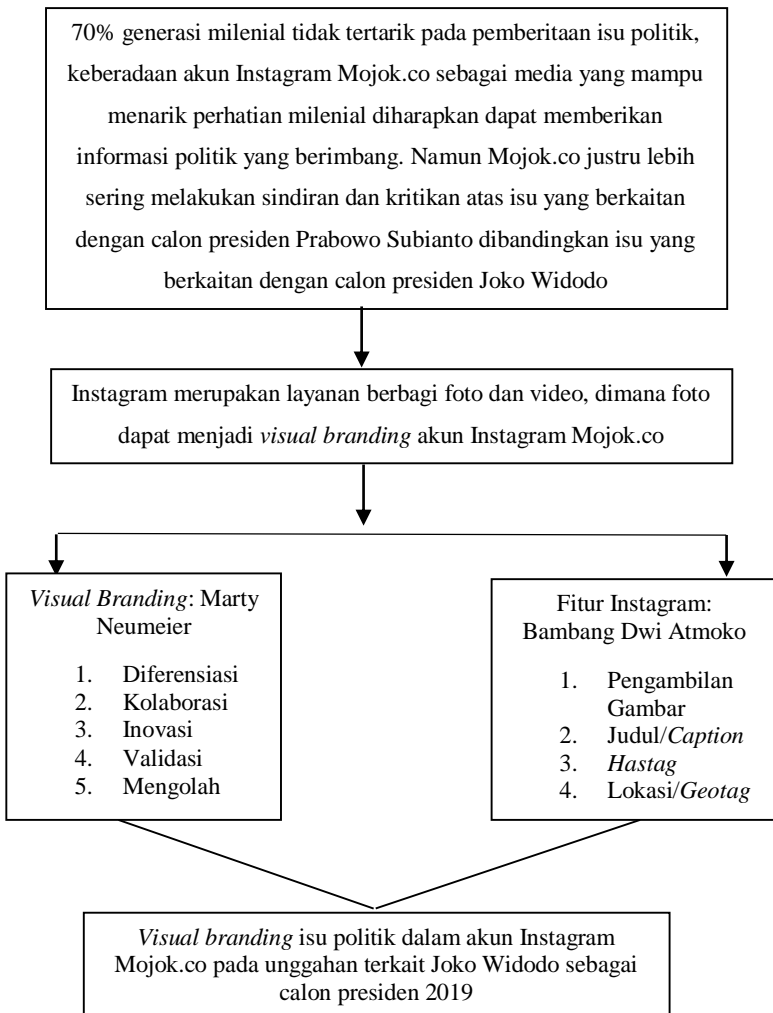 70% generasi milenial tidak tertarik pada pemberitaan isu politik,
keberadaan akun Instagram Mojok.co sebagai media yang mampu
menarik perhatian milenial diharapkan dapat memberikan
informasi politik yang berimbang. Namun Mojok.co justru lebih
sering melakukan sindiran dan kritikan atas isu yang berkaitan
dengan calon presiden Prabowo Subianto dibandingkan isu yang
berkaitan dengan calon presiden Joko Widodo
Instagram merupakan layanan berbagi foto dan video, dimana foto
dapat menjadi visual branding akun Instagram Mojok.co
Visual Branding: Marty
Neumeier
1. Diferensiasi
2. Kolaborasi
3. Inovasi
4. Validasi
5. Mengolah
Fitur Instagram:
Bambang Dwi Atmoko
1. Pengambilan
Gambar
2. Judul/Caption
3. Hastag
4. Lokasi/Geotag
Visual branding isu politik dalam akun Instagram
Mojok.co pada unggahan terkait Joko Widodo sebagai
calon presiden 2019